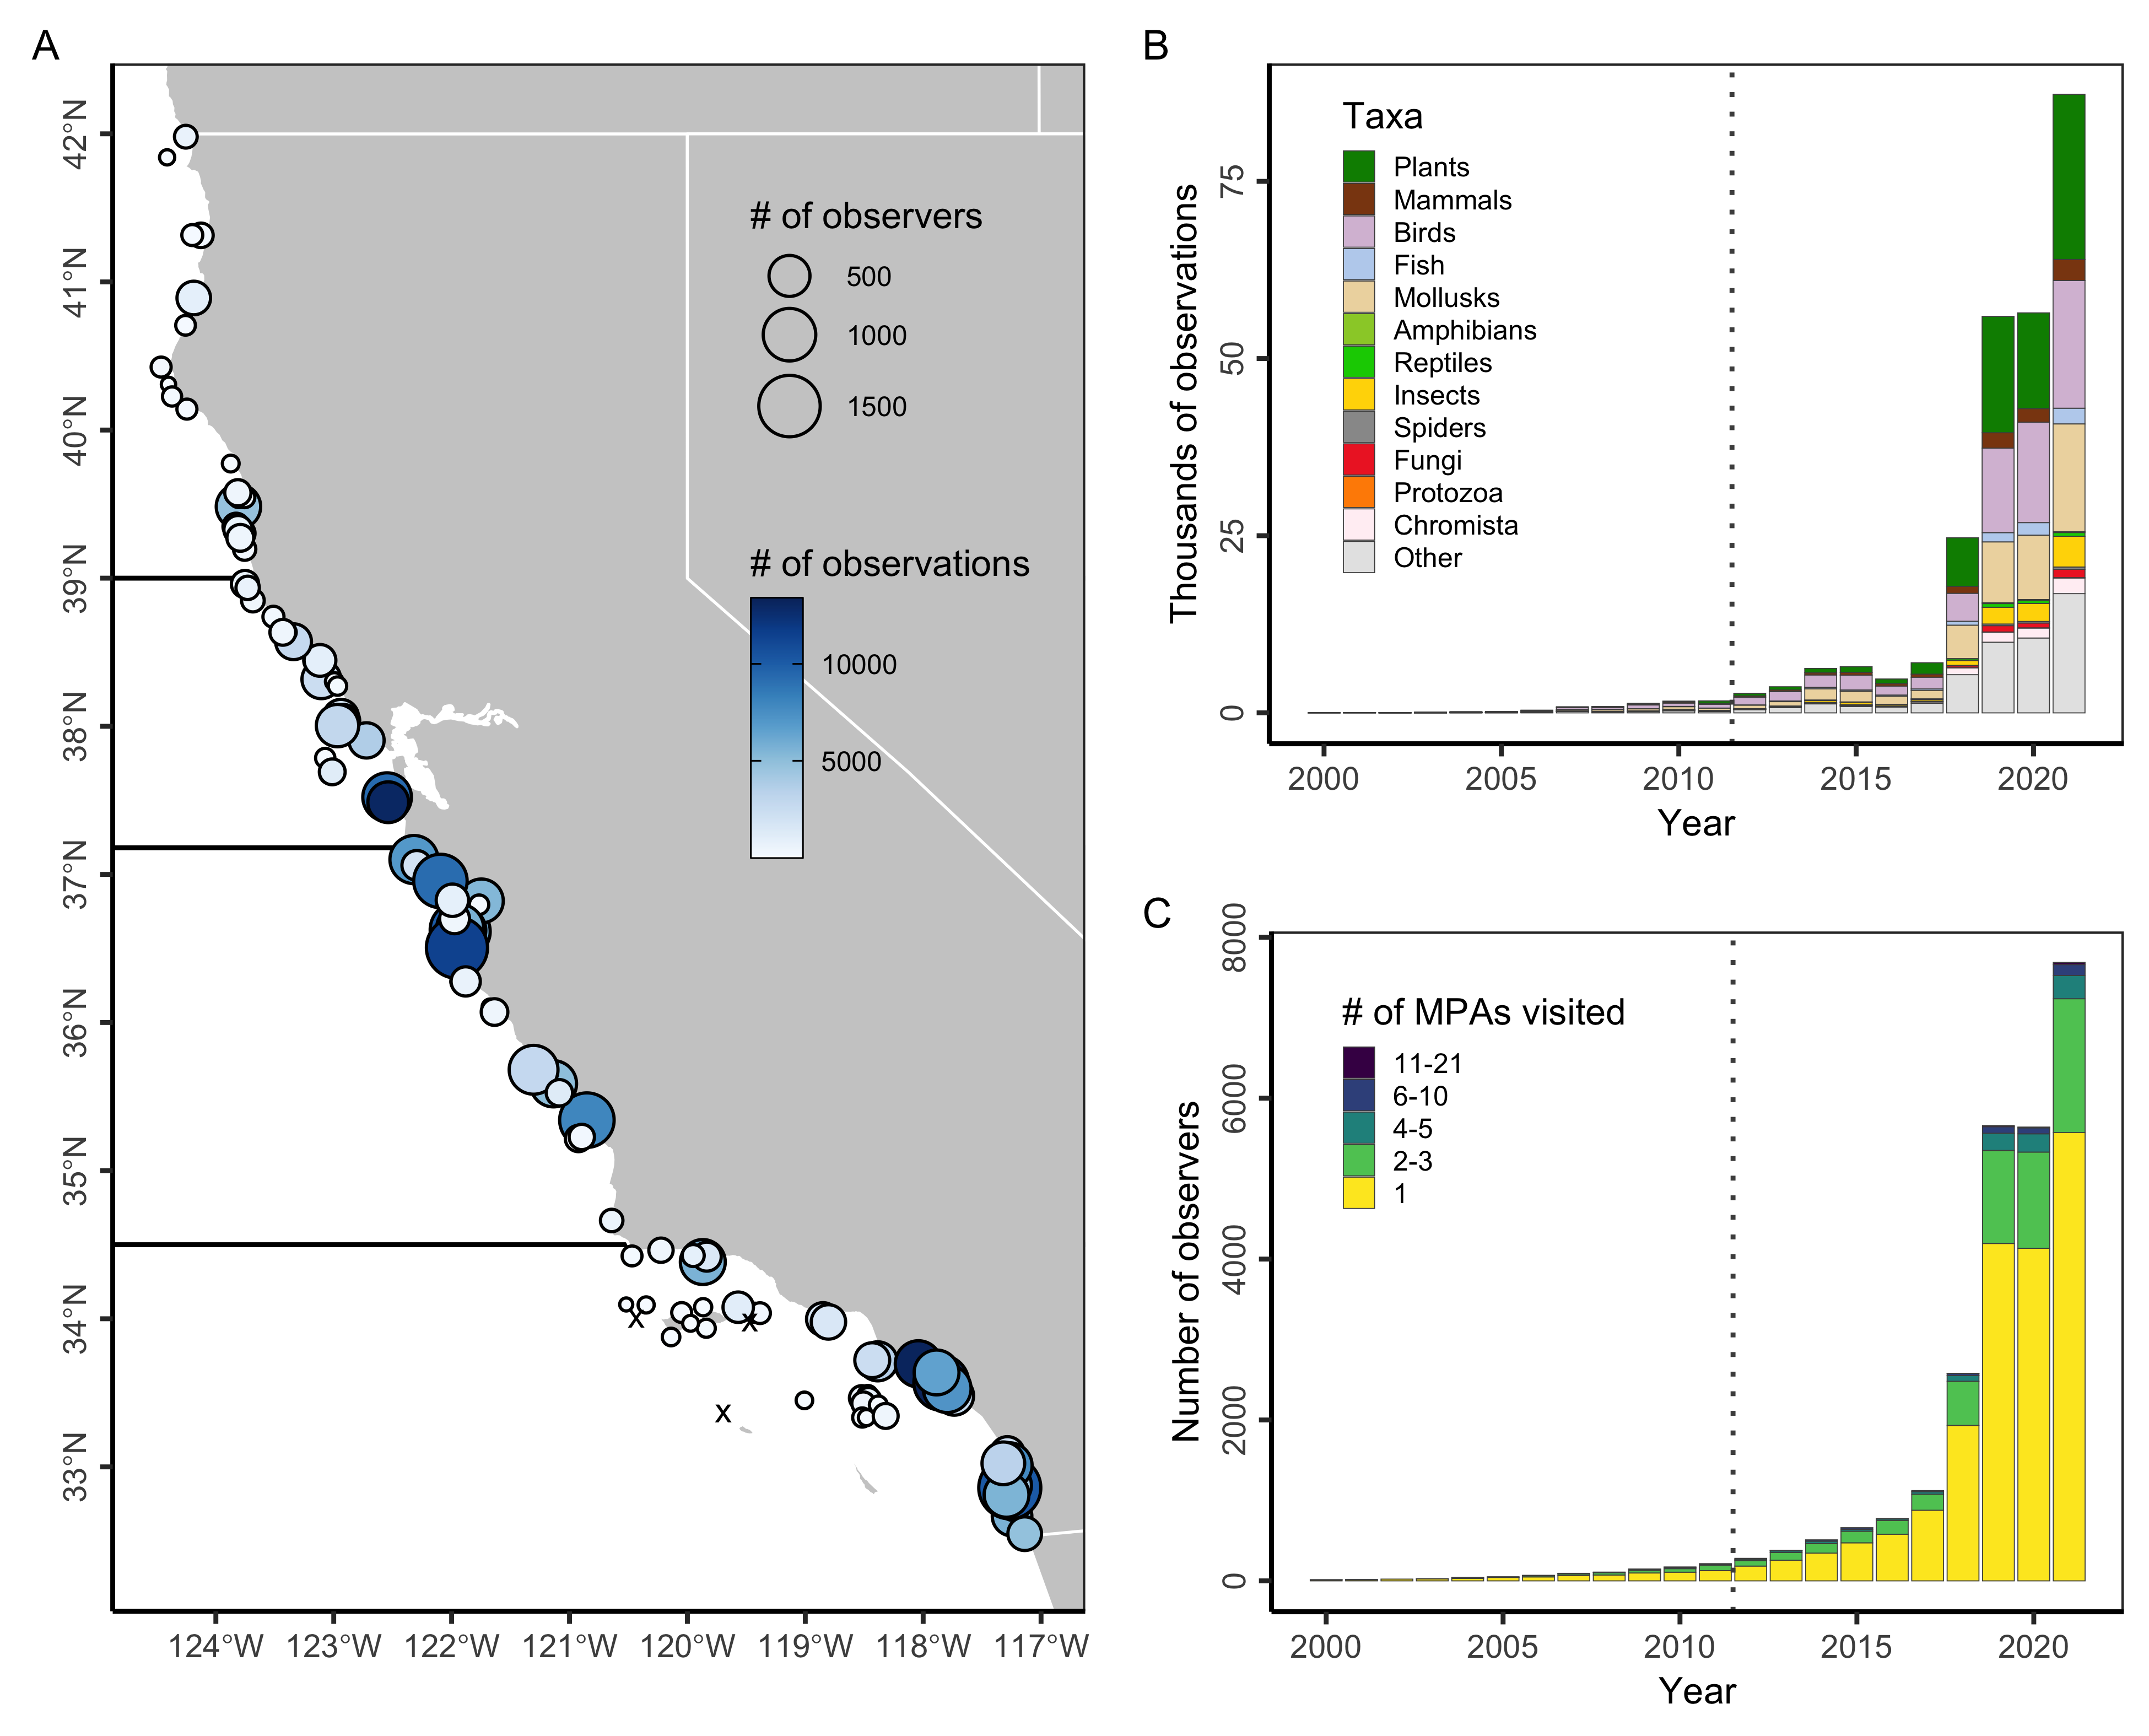 A
42°N
41°N
40°N
39°N
38°N
37°N
36°N
35°N
34°N
33°N
124°W 123°W 122°W 121°W 120°W 119°W 118°W 117°W
# of observers
500
1000
1500
# of observations
10000
5000
x
x
x
B
Thousands of observations
75
50
25
0
Taxa
Plants
Mammals
Birds
Fish
Mollusks
Amphibians
Reptiles
Insects
Spiders
Fungi
Protozoa
Chromista
Other
2000 2005 2010 2015 2020
Year
C
Number of observers
8000
6000
4000
2000
0
# of MPAs visited
11-21
6-10
4-5
2-3
1
2000 2005 2010 2015 2020
Year